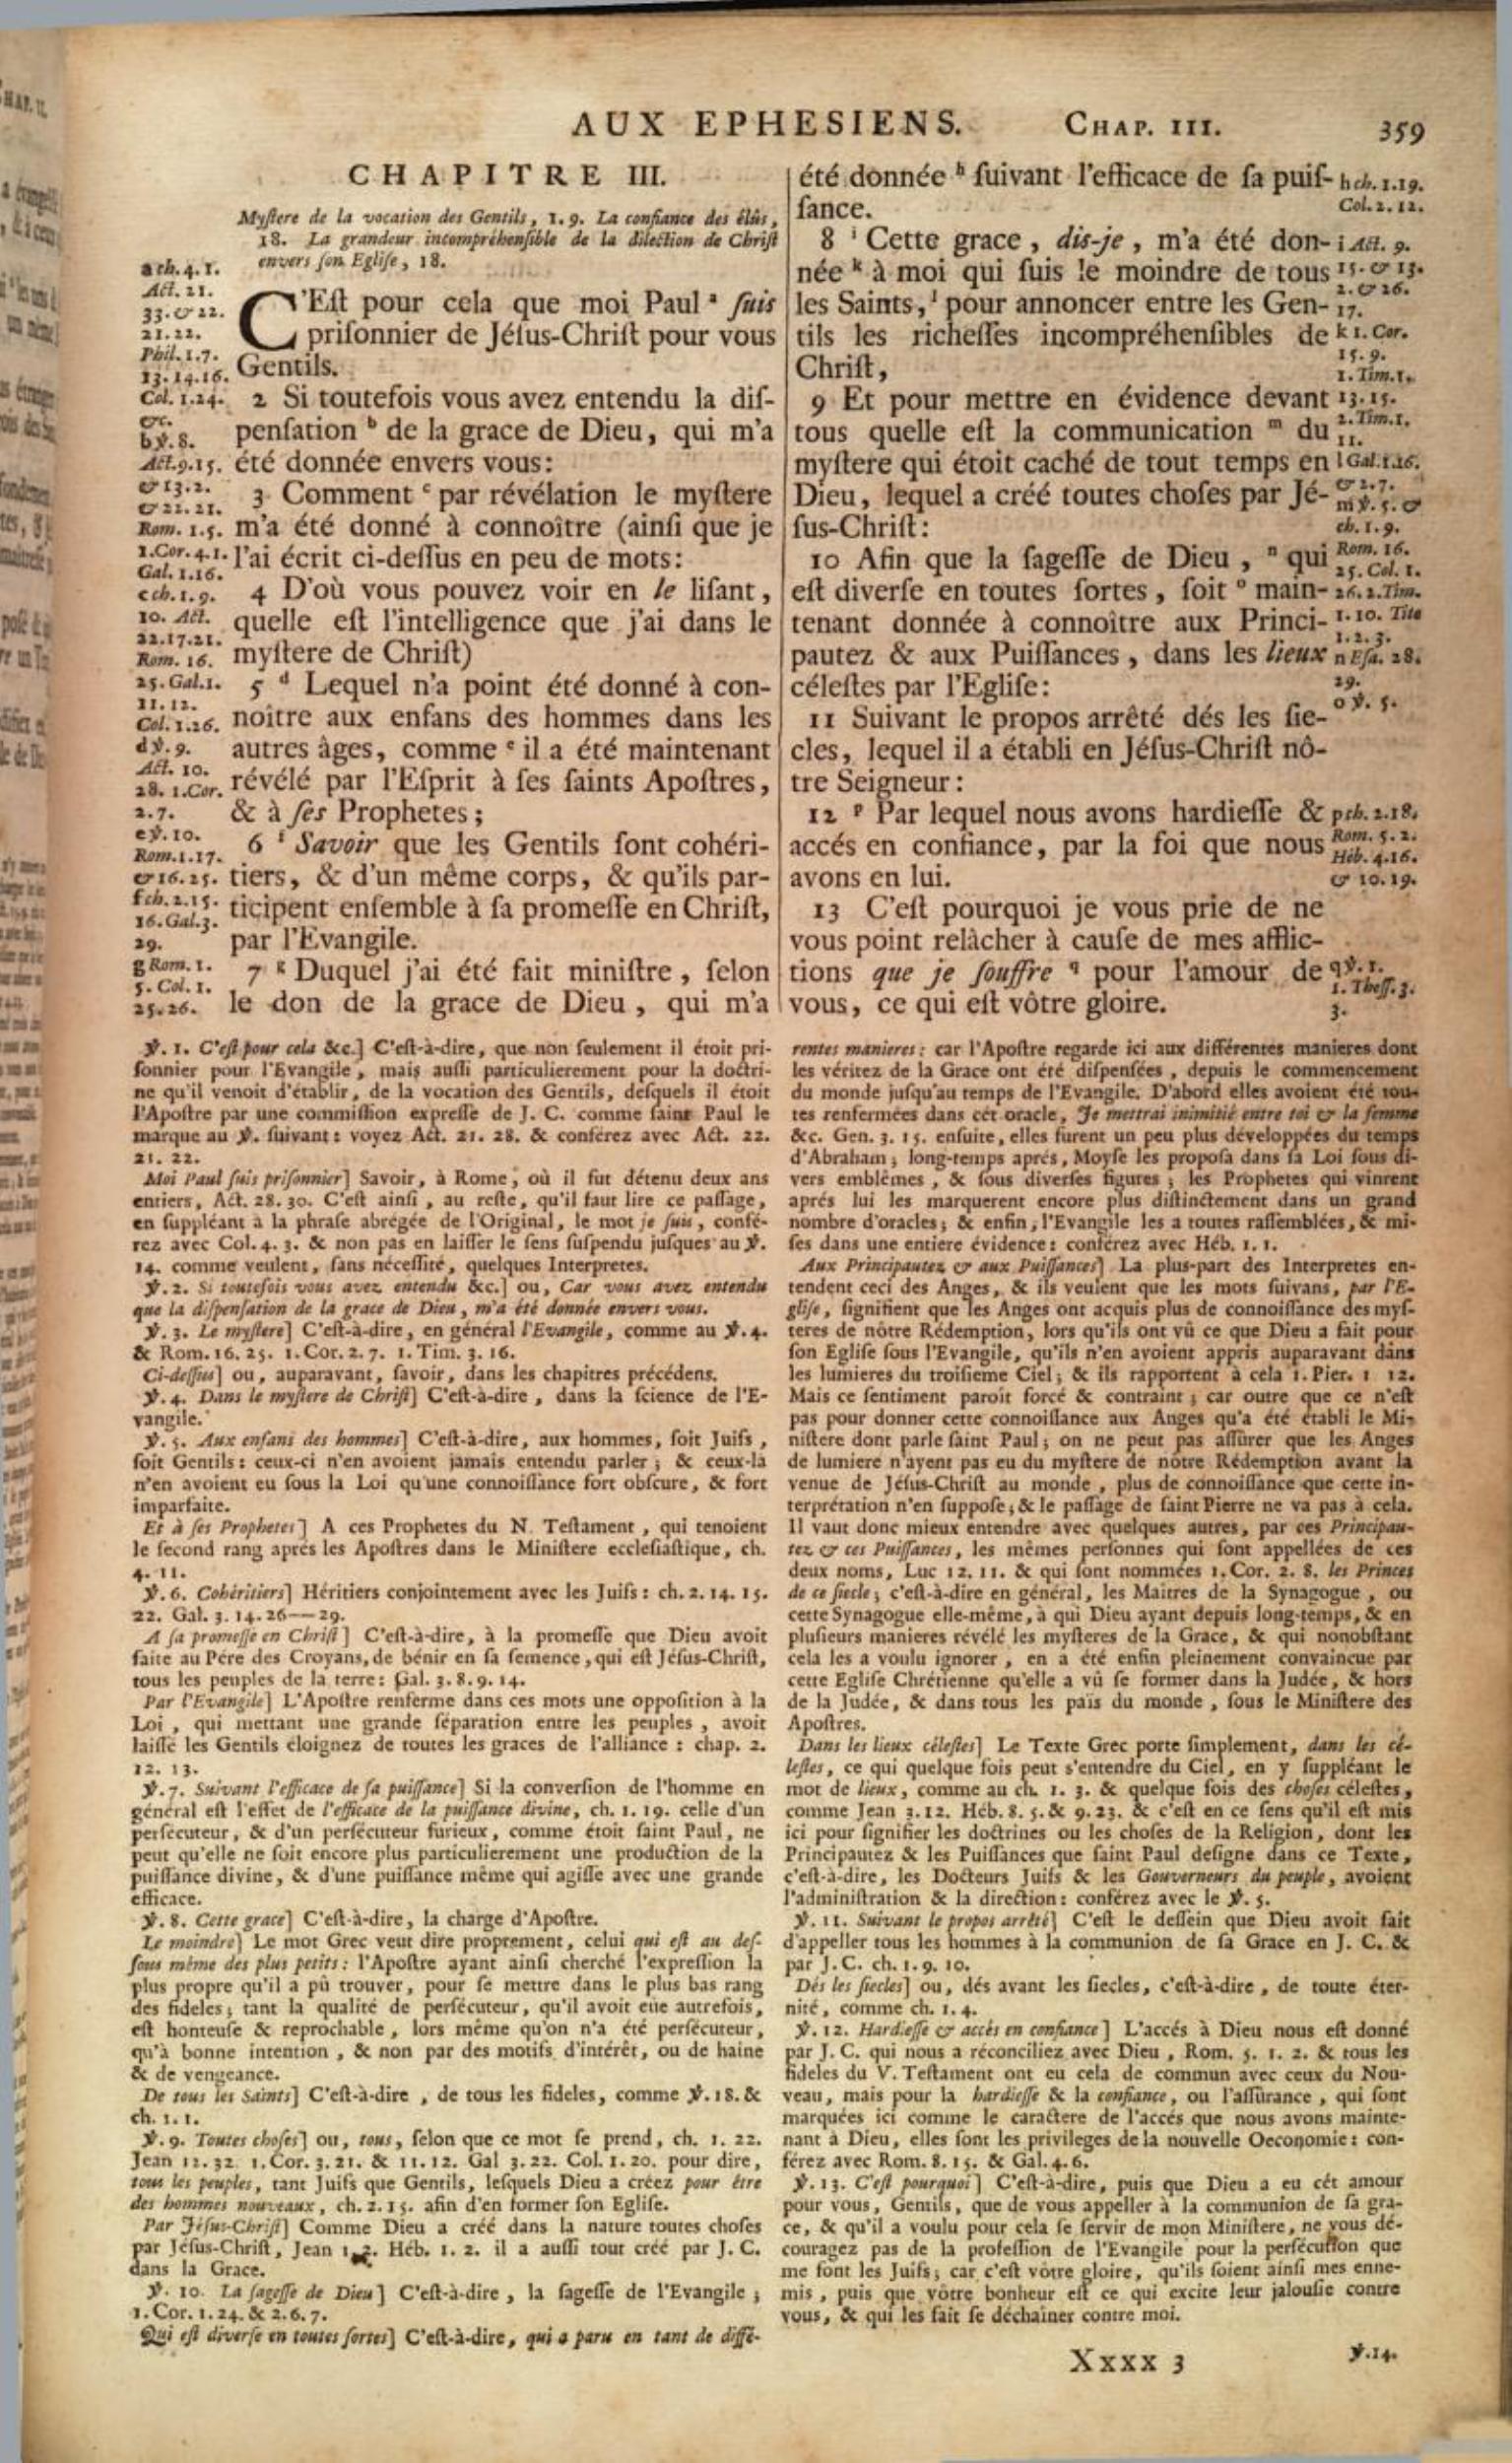 AUX EPHESIENS. CHAP. III. 359
CHAPITRE III.
Myſtere de la vocation des Gentils, 1. 9. La confiance des élûs,
18. La grandeur incompréhenſible de la dilection de Chriſt
envers ſon Egliſe, 18.
C'Eſt pour cela que moi Paul ª ſuis
priſonnier de Jéſus-Chriſt pour vous
Gentils.
2 Si toutefois vous avez entendu la diſ-
penſation ᵇ de la grace de Dieu, qui m'a
été donnée envers vous:
3 Comment ᶜ par révélation le myſtere
m'a été donné à connoître (ainſi que je
l'ai écrit ci-deſſus en peu de mots:
4 D'où vous pouvez voir en le liſant,
quelle eſt l'intelligence que j'ai dans le
myſtere de Chriſt)
5 ᵈ Lequel n'a point été donné à con-
noître aux enfans des hommes dans les
autres âges, comme ᵉ il a été maintenant
révélé par l'Eſprit à ſes ſaints Apoſtres,
& à ſes Prophetes;
6 ᶠ Savoir que les Gentils ſont cohéri-
tiers, & d'un même corps, & qu'ils par-
ticipent enſemble à ſa promeſſe en Chriſt,
par l'Evangile.
7 ᵍ Duquel j'ai été fait miniſtre, ſelon
le don de la grace de Dieu, qui m'a
a ch. 4. 1.
Act. 21.
33. & 22.
21. 22.
Phil. 1. 7.
13. 14. 16.
Col. 1. 24.
&c.
b ℣. 8.
Act. 9. 15.
& 13. 2.
& 22. 21.
Rom. 1. 5.
1. Cor. 4. 1.
Gal. 1. 16.
c ch. 1. 9.
10. Act.
22. 17. 21.
Rom. 16.
25. Gal. 1.
11. 12.
Col. 1. 26.
d ℣. 9.
Act. 10.
28. 1. Cor.
2. 7.
e ℣. 10.
Rom. 1. 17.
& 16. 25.
f ch. 2. 15.
16. Gal. 3.
29.
g Rom. 1.
5. Col. 1.
25. 26.
été donnée ʰ ſuivant l'efficace de ſa puiſ-
ſance.
8 ⁱ Cette grace, dis-je, m'a été don-
née ᵏ à moi qui ſuis le moindre de tous
les Saints, ˡ pour annoncer entre les Gen-
tils les richeſſes incompréhenſibles de
Chriſt,
9 Et pour mettre en évidence devant
tous quelle eſt la communication ᵐ du
myſtere qui étoit caché de tout temps en
Dieu, lequel a créé toutes choſes par Jé-
ſus-Chriſt:
10 Afin que la ſageſſe de Dieu, ⁿ qui
eſt diverſe en toutes ſortes, ſoit ᵒ main-
tenant donnée à connoître aux Princi-
pautez & aux Puiſſances, dans les lieux
céleſtes par l'Egliſe:
11 Suivant le propos arrêté dés les ſie-
cles, lequel il a établi en Jéſus-Chriſt nô-
tre Seigneur:
12 ᵖ Par lequel nous avons hardieſſe &
accés en confiance, par la foi que nous
avons en lui.
13 C'eſt pourquoi je vous prie de ne
vous point relâcher à cauſe de mes afflic-
tions que je ſouffre q pour l'amour de
vous, ce qui eſt vôtre gloire.
h ch. 1. 19.
Col. 2. 12.
i Act. 9.
15. & 13.
2. & 26.
17.
k 1. Cor.
15. 9.
1. Tim. 1.
13. 15.
2. Tim. 1.
11.
l Gal. 1. 16.
& 2. 7.
m ℣. 5. &
ch. 1. 9.
Rom. 16.
25. Col. 1.
26. 2. Tim.
1. 10. Tite
1. 2. 3.
n Eſa. 28.
29.
o ℣. 5.
p ch. 2. 18.
Rom. 5. 2.
Héb. 4. 16.
& 10. 19.
q ℣. 1.
1. Theſſ. 3.
3.
℣. 1. C'eſt pour cela &c.] C'eſt-à-dire, que non ſeulement il étoit pri-
ſonnier pour l'Evangile, mais auſſi particulierement pour la doctri-
ne qu'il venoit d'établir, de la vocation des Gentils, deſquels il étoit
l'Apoſtre par une commiſſion expreſſe de J. C. comme ſaint Paul le
marque au ℣. ſuivant: voyez Act. 21. 28. & conférez avec Act. 22.
21. 22.
Moi Paul ſuis priſonnier] Savoir, à Rome, où il fut détenu deux ans
entiers, Act. 28. 30. C'eſt ainſi, au reſte, qu'il faut lire ce paſſage,
en ſuppléant à la phraſe abrégée de l'Original, le mot je ſuis, confé-
rez avec Col. 4. 3. & non pas en laiſſer le ſens ſuſpendu juſques au ℣.
14. comme veulent, ſans néceſſité, quelques Interpretes.
℣. 2. Si toutefois vous avez entendu &c.] ou, Car vous avez entendu
que la diſpenſation de la grace de Dieu, m'a été donnée envers vous.
℣. 3. Le myſtere] C'eſt-à-dire, en général l'Evangile, comme au ℣. 4.
& Rom. 16. 25. 1. Cor. 2. 7. 1. Tim. 3. 16.
Ci-deſſus] ou, auparavant, ſavoir, dans les chapitres précédens.
℣. 4. Dans le myſtere de Chriſt] C'eſt-à-dire, dans la ſcience de l'E-
vangile.
℣. 5. Aux enfans des hommes] C'eſt-à-dire, aux hommes, ſoit Juifs,
ſoit Gentils: ceux-ci n'en avoient jamais entendu parler; & ceux-là
n'en avoient eu ſous la Loi qu'une connoiſſance fort obſcure, & fort
imparfaite.
Et à ſes Prophetes] A ces Prophetes du N. Teſtament, qui tenoient
le ſecond rang aprés les Apoſtres dans le Miniſtere eccleſiaſtique, ch.
4. 11.
℣. 6. Cohéritiers] Héritiers conjointement avec les Juifs: ch. 2. 14. 15.
22. Gal. 3. 14. 26—29.
A ſa promeſſe en Chriſt] C'eſt-à-dire, à la promeſſe que Dieu avoit
faite au Pére des Croyans, de bénir en ſa ſemence, qui eſt Jéſus-Chriſt,
tous les peuples de la terre: Gal. 3. 8. 9. 14.
Par l'Evangile] L'Apoſtre renferme dans ces mots une oppoſition à la
Loi, qui mettant une grande ſéparation entre les peuples, avoit
laiſſé les Gentils éloignez de toutes les graces de l'alliance: chap. 2.
12. 13.
℣. 7. Suivant l'efficace de ſa puiſſance] Si la converſion de l'homme en
général eſt l'effet de l'efficace de la puiſſance divine, ch. 1. 19. celle d'un
perſécuteur, & d'un perſécuteur furieux, comme étoit ſaint Paul, ne
peut qu'elle ne ſoit encore plus particulierement une production de la
puiſſance divine, & d'une puiſſance même qui agiſſe avec une grande
efficace.
℣. 8. Cette grace] C'eſt-à-dire, la charge d'Apoſtre.
Le moindre] Le mot Grec veut dire proprement, celui qui eſt au deſ-
ſous même des plus petits: l'Apoſtre ayant ainſi cherché l'expreſſion la
plus propre qu'il a pû trouver, pour ſe mettre dans le plus bas rang
des fideles; tant la qualité de perſécuteur, qu'il avoit eüe autrefois,
eſt honteuſe & reprochable, lors même qu'on n'a été perſécuteur,
qu'à bonne intention, & non par des motifs d'intérêt, ou de haine
& de vengeance.
De tous les Saints] C'eſt-à-dire, de tous les fideles, comme ℣. 18. &
ch. 1. 1.
℣. 9. Toutes choſes] ou, tous, ſelon que ce mot ſe prend, ch. 1. 22.
Jean 12. 32. 1. Cor. 3. 21. & 11. 12. Gal 3. 22. Col. 1. 20. pour dire,
tous les peuples, tant Juifs que Gentils, leſquels Dieu a créez pour être
des hommes nouveaux, ch. 2. 15. afin d'en former ſon Egliſe.
Par Jéſus-Chriſt] Comme Dieu a créé dans la nature toutes choſes
par Jéſus-Chriſt, Jean 1. Héb. 1. 2. il a auſſi tout créé par J. C.
dans la Grace.
℣. 10. La ſageſſe de Dieu] C'eſt-à-dire, la ſageſſe de l'Evangile;
1. Cor. 1. 24. & 2. 6. 7.
Qui eſt diverſe en toutes ſortes] C'eſt-à-dire, qui a paru en tant de diffé-
rentes manieres: car l'Apoſtre regarde ici aux différentes manieres dont
les véritez de la Grace ont été diſpenſées, depuis le commencement
du monde juſqu'au temps de l'Evangile. D'abord elles avoient été tou-
tes renfermées dans cét oracle, Je mettrai inimitié entre toi & la femme
&c. Gen. 3. 15. enſuite, elles furent un peu plus développées du temps
d'Abraham; long-temps aprés, Moyſe les propoſa dans ſa Loi ſous di-
vers emblêmes, & ſous diverſes figures; les Prophetes qui vinrent
aprés lui les marquerent encore plus diſtinctement dans un grand
nombre d'oracles; & enfin, l'Evangile les a toutes raſſemblées, & mi-
ſes dans une entiere évidence: conférez avec Héb. 1. 1.
Aux Principautez & aux Puiſſances] La plus-part des Interpretes en-
tendent ceci des Anges, & ils veulent que les mots ſuivans, par l'E-
gliſe, ſignifient que les Anges ont acquis plus de connoiſſance des myſ-
teres de nôtre Rédemption, lors qu'ils ont vû ce que Dieu a fait pour
ſon Egliſe ſous l'Evangile, qu'ils n'en avoient appris auparavant dans
les lumieres du troiſieme Ciel; & ils rapportent à cela 1. Pier. 1 12.
Mais ce ſentiment paroît forcé & contraint; car outre que ce n'eſt
pas pour donner cette connoiſſance aux Anges qu'a été établi le Mi-
niſtere dont parle ſaint Paul; on ne peut pas aſſûrer que les Anges
de lumiere n'ayent pas eu du myſtere de nôtre Rédemption avant la
venue de Jéſus-Chriſt au monde, plus de connoiſſance que cette in-
terprétation n'en ſuppoſe; & le paſſage de ſaint Pierre ne va pas à cela.
Il vaut donc mieux entendre avec quelques autres, par ces Principau-
tez & ces Puiſſances, les mêmes perſonnes qui ſont appellées de ces
deux noms, Luc 12. 11. & qui ſont nommées 1. Cor. 2. 8. les Princes
de ce ſiecle; c'eſt-à-dire en général, les Maîtres de la Synagogue, ou
cette Synagogue elle-même, à qui Dieu ayant depuis long-temps, & en
pluſieurs manieres révélé les myſteres de la Grace, & qui nonobſtant
cela les a voulu ignorer, en a été enfin pleinement convaincue par
cette Egliſe Chrétienne qu'elle a vû ſe former dans la Judée, & hors
de la Judée, & dans tous les païs du monde, ſous le Miniſtere des
Apoſtres.
Dans les lieux céleſtes] Le Texte Grec porte ſimplement, dans les cé-
leſtes, ce qui quelque fois peut s'entendre du Ciel, en y ſuppléant le
mot de lieux, comme au ch. 1. 3. & quelque fois des choſes céleſtes,
comme Jean 3. 12. Héb. 8. 5. & 9. 23. & c'eſt en ce ſens qu'il eſt mis
ici pour ſignifier les doctrines ou les choſes de la Religion, dont les
Principautez & les Puiſſances que ſaint Paul deſigne dans ce Texte,
c'eſt-à-dire, les Docteurs Juifs & les Gouverneurs du peuple, avoient
l'adminiſtration & la direction: conférez avec le ℣. 5.
℣. 11. Suivant le propos arrêté] C'eſt le deſſein que Dieu avoit fait
d'appeller tous les hommes à la communion de ſa Grace en J. C. &
par J. C. ch. 1. 9. 10.
Dés les ſiecles] ou, dés avant les ſiecles, c'eſt-à-dire, de toute éter-
nité, comme ch. 1. 4.
℣. 12. Hardieſſe & accès en confiance] L'accés à Dieu nous eſt donné
par J. C. qui nous a réconciliez avec Dieu, Rom. 5. 1. 2. & tous les
fideles du V. Teſtament ont eu cela de commun avec ceux du Nou-
veau, mais pour la hardieſſe & la confiance, ou l'aſſûrance, qui ſont
marquées ici comme le caractere de l'accés que nous avons mainte-
nant à Dieu, elles ſont les privileges de la nouvelle Oeconomie: con-
férez avec Rom. 8. 15. & Gal. 4. 6.
℣. 13. C'eſt pourquoi] C'eſt-à-dire, puis que Dieu a eu cét amour
pour vous, Gentils, que de vous appeller à la communion de ſa gra-
ce, & qu'il a voulu pour cela ſe ſervir de mon Miniſtere, ne vous dé-
couragez pas de la profeſſion de l'Evangile pour la perſécution que
me font les Juifs; car c'eſt vôtre gloire, qu'ils ſoient ainſi mes enne-
mis, puis que vôtre bonheur eſt ce qui excite leur jalouſie contre
vous, & qui les fait ſe déchaîner contre moi.
Xxxx 3
℣. 14.